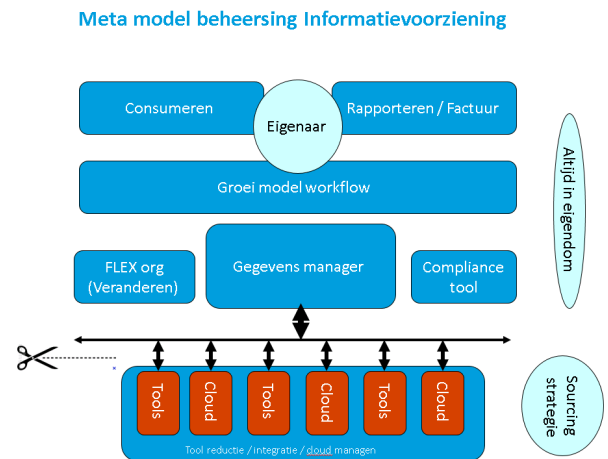 Meta model beheersing Informatievoorziening
Consumeren
Eigenaar
Rapporteren / Factuur
Groei model workflow
Altijd in eigendom
FLEX org
(Veranderen)
Gegevens manager
Compliance
tool
Tools
Cloud
Tools
Cloud
Tools
Cloud
Tool reductie / integratie / cloud managen
Sourcing
strategie